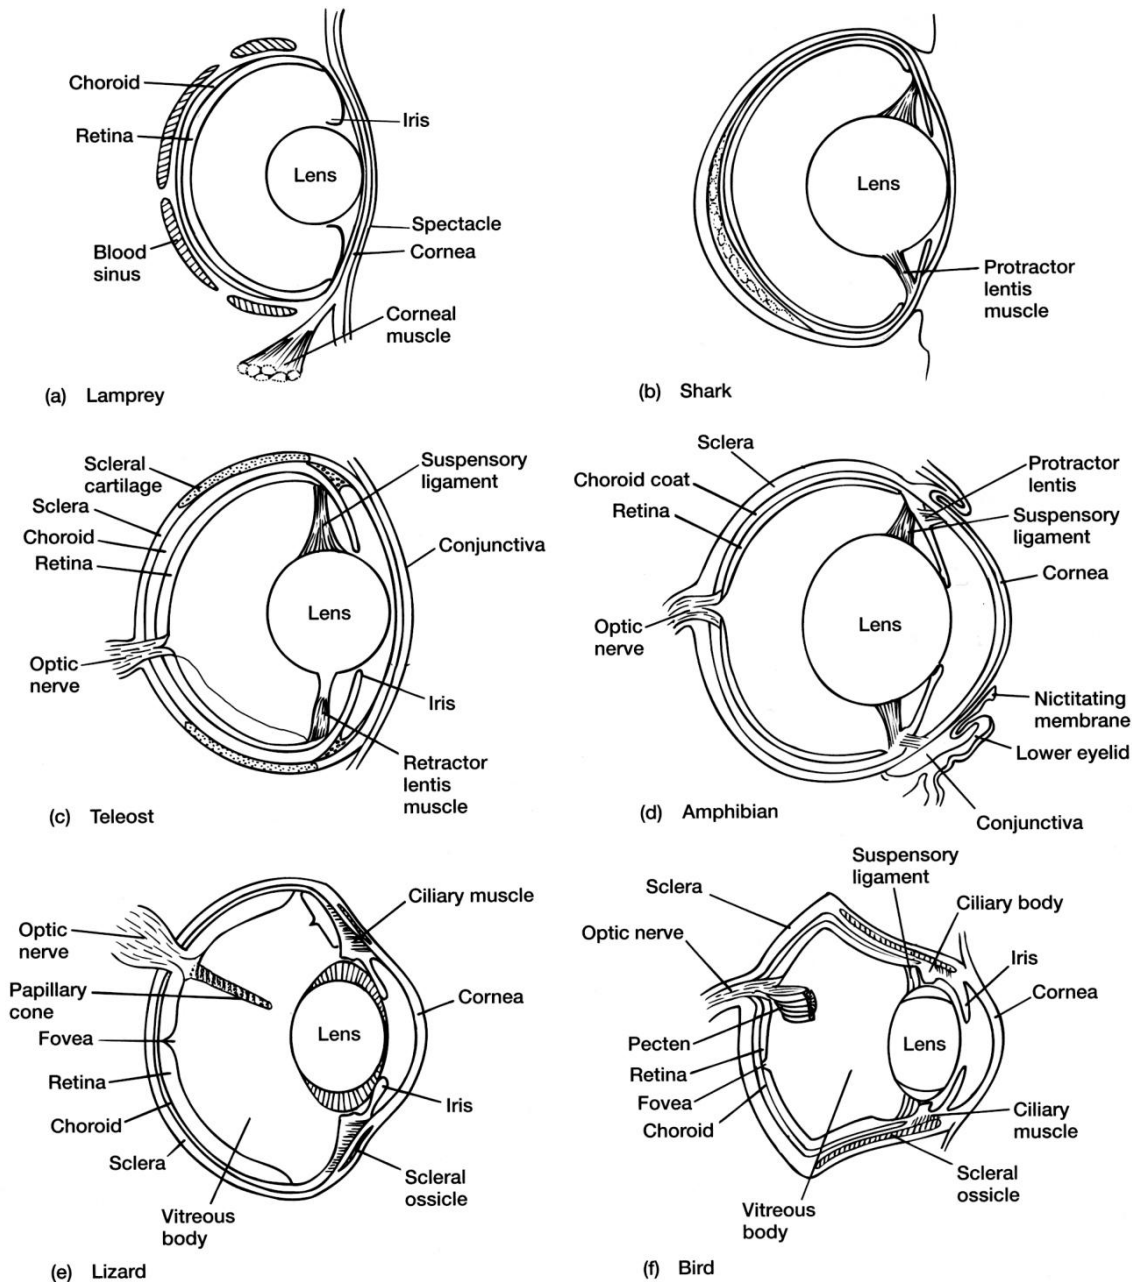 Choroid
Retina
Iris
Lens
Spectacle
Cornea
Blood
sinus
Corneal
muscle
(a) Lamprey
Lens
Protractor
lentis
muscle
(b) Shark
Scleral
cartilage
Suspensory
ligament
Sclera
Choroid
Retina
Conjunctiva
Lens
Optic
nerve
Iris
Retractor
lentis
muscle
(c) Teleost
Sclera
Choroid coat
Retina
Protractor
lentis
Suspensory
ligament
Cornea
Lens
Optic
nerve
Nictitating
membrane
Lower eyelid
Conjunctiva
(d) Amphibian
Ciliary muscle
Optic
nerve
Papillary
cone
Cornea
Fovea
Lens
Retina
Iris
Choroid
Sclera
Scleral
ossicle
Vitreous
body
(e) Lizard
Suspensory
ligament
Sclera
Ciliary body
Optic nerve
Iris
Cornea
Pecten
Lens
Retina
Fovea
Choroid
Ciliary
muscle
Scleral
ossicle
Vitreous
body
(f) Bird